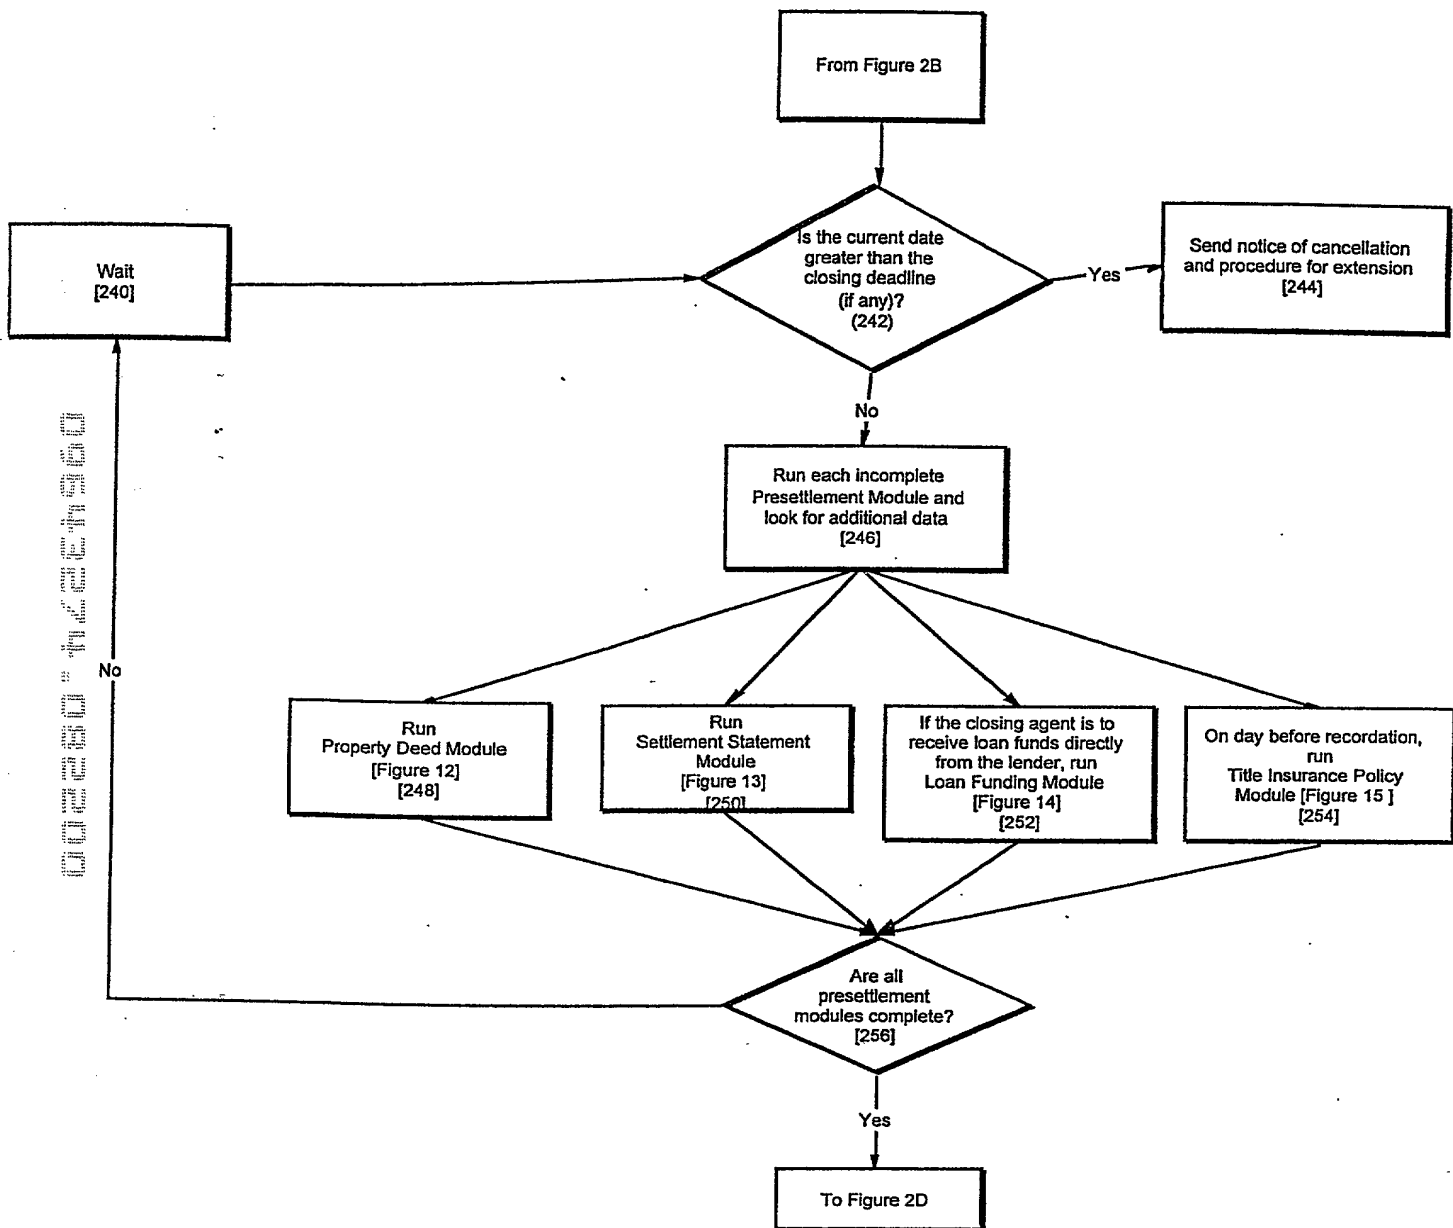 From Figure 2B
Is the current date
greater than the
closing deadline
(if any)?
(242)
Yes
Send notice of cancellation
and procedure for extension
[244]
Wait
[240]
No
Run each incomplete
Presettlement Module and
look for additional data
[246]
No
Run
Property Deed Module
[Figure 12]
[248]
Run
Settlement Statement
Module
[Figure 13]
[250]
If the closing agent is to
receive loan funds directly
from the lender, run
Loan Funding Module
[Figure 14]
[252]
On day before recordation,
run
Title Insurance Policy
Module [Figure 15 ]
[254]
Are all
presettlement
modules complete?
[256]
Yes
To Figure 2D
09643274.082200